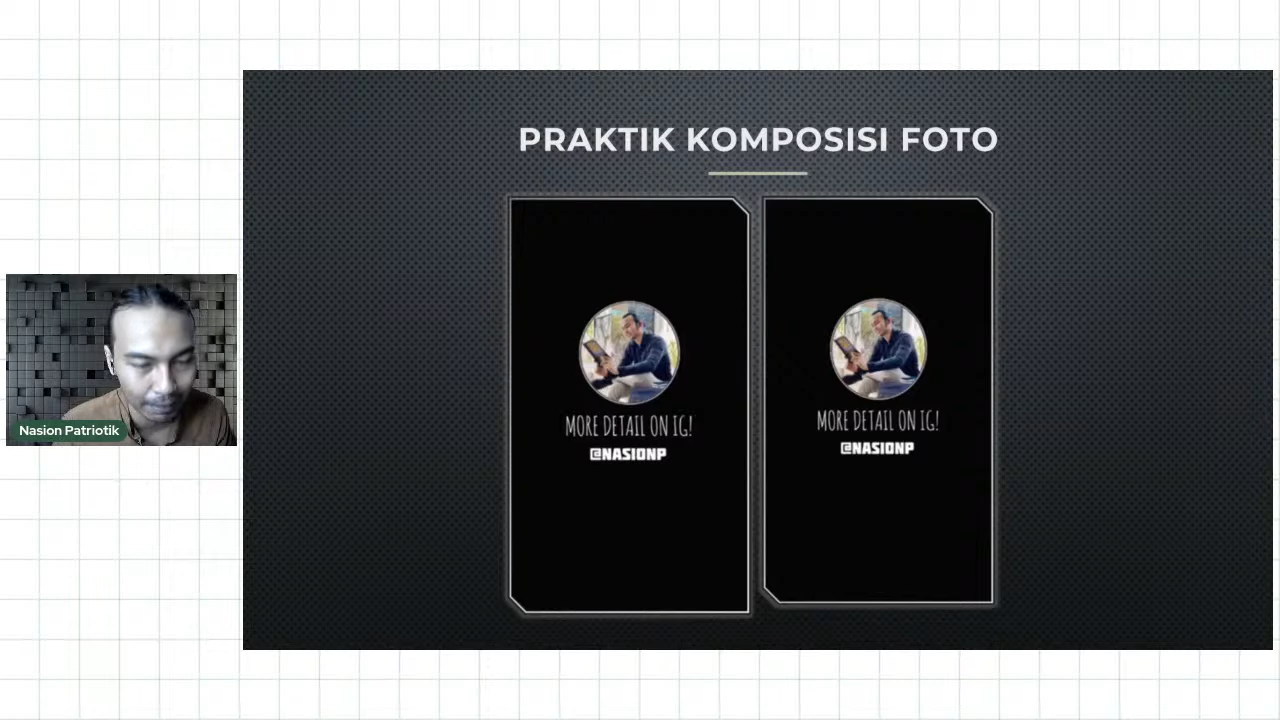 PRAKTIK KOMPOSISI FOTO
MORE DETAIL ON IG!
@NASIONP
MORE DETAIL ON IG!
@NASIONP
Nasion Patriotik